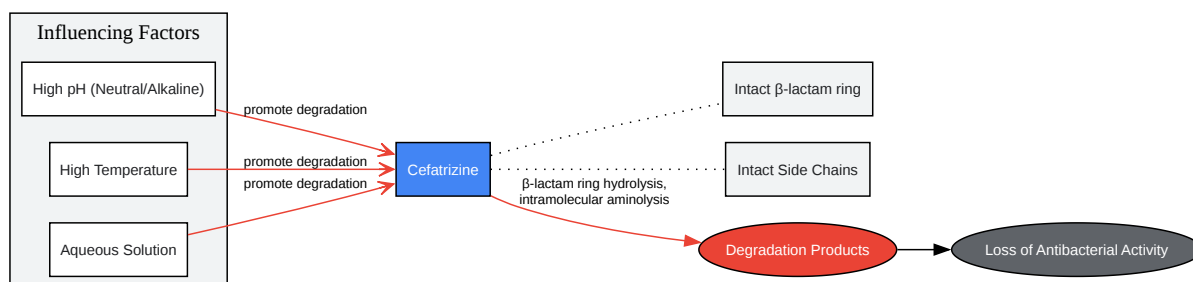 Influencing Factors
High pH (Neutral/Alkaline)
promote degradation
High Temperature
promote degradation
promote degradation
Aqueous Solution
Cefatrizine
Intact β-lactam ring
Intact Side Chains
β-lactam ring hydrolysis,
intramolecular aminolysis
Degradation Products
Loss of Antibacterial Activity